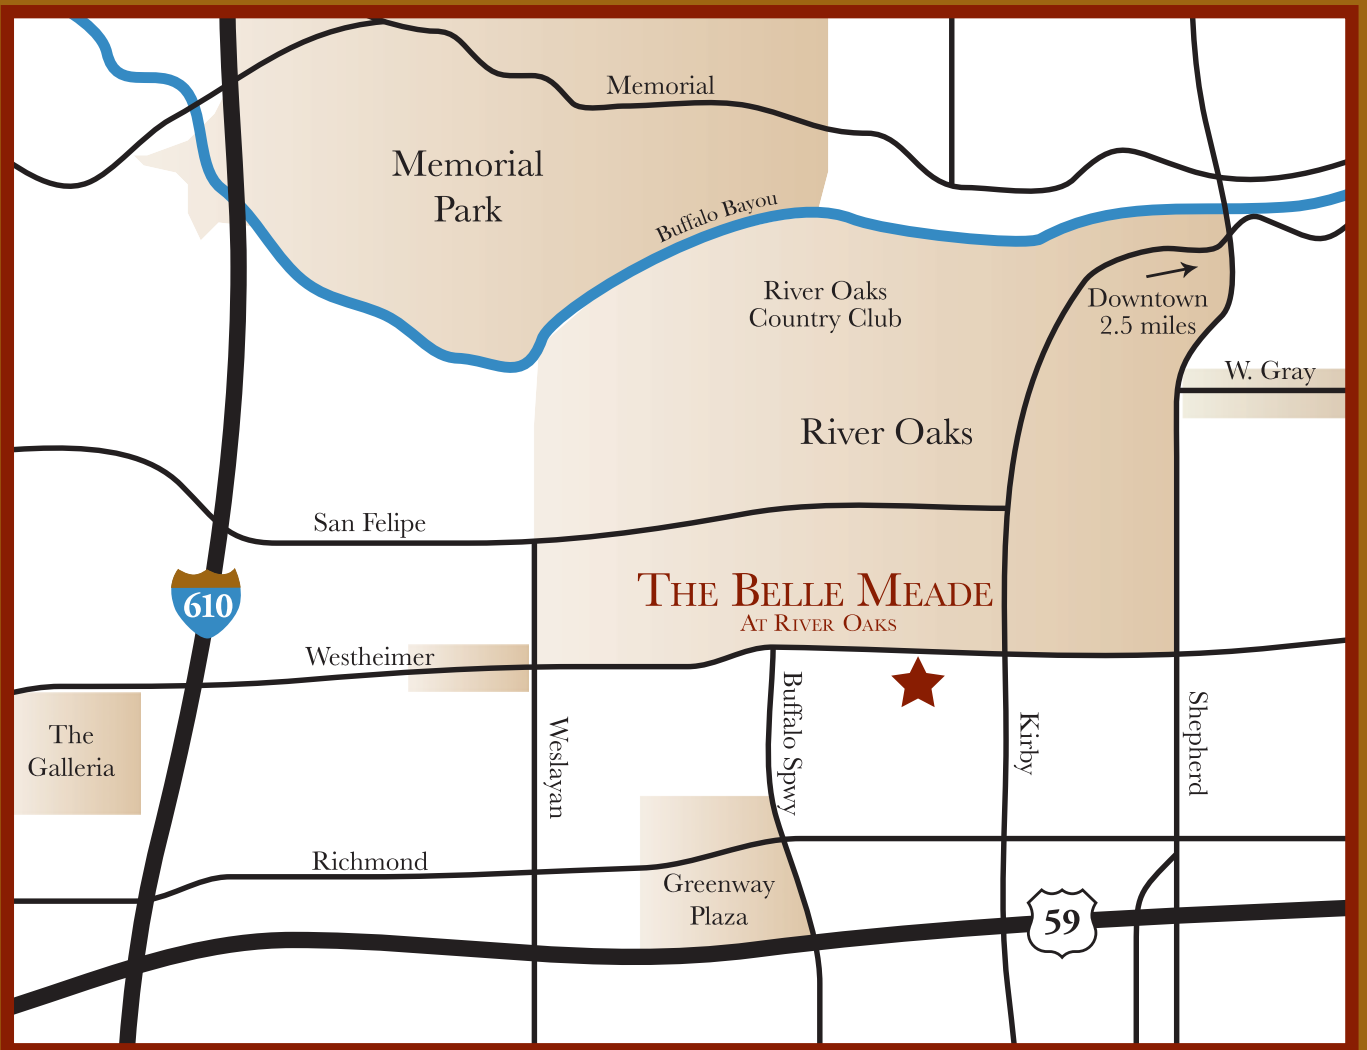 Memorial
Memorial
Park
Buffalo Bayou
River Oaks
Country Club
Downtown
2.5 miles
W. Gray
River Oaks
San Felipe
The Belle Meade
At River Oaks
610
Westheimer
The
Galleria
Weslayan
Buffalo Spwy
Kirby
Shepherd
Richmond
Greenway
Plaza
59